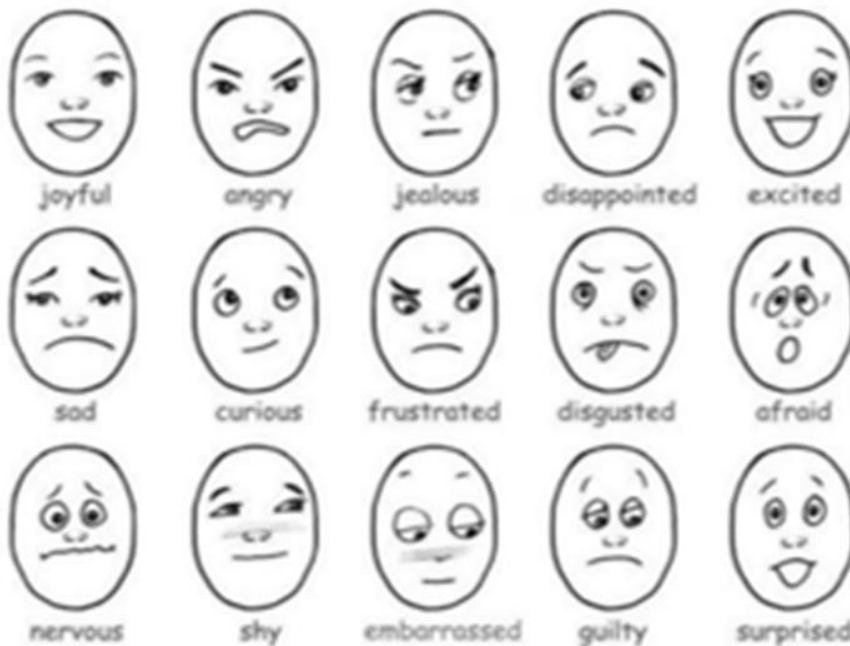 joyful angry jealous disappointed excited
sad curious frustrated disgusted afraid
nervous shy embarrassed guilty surprised